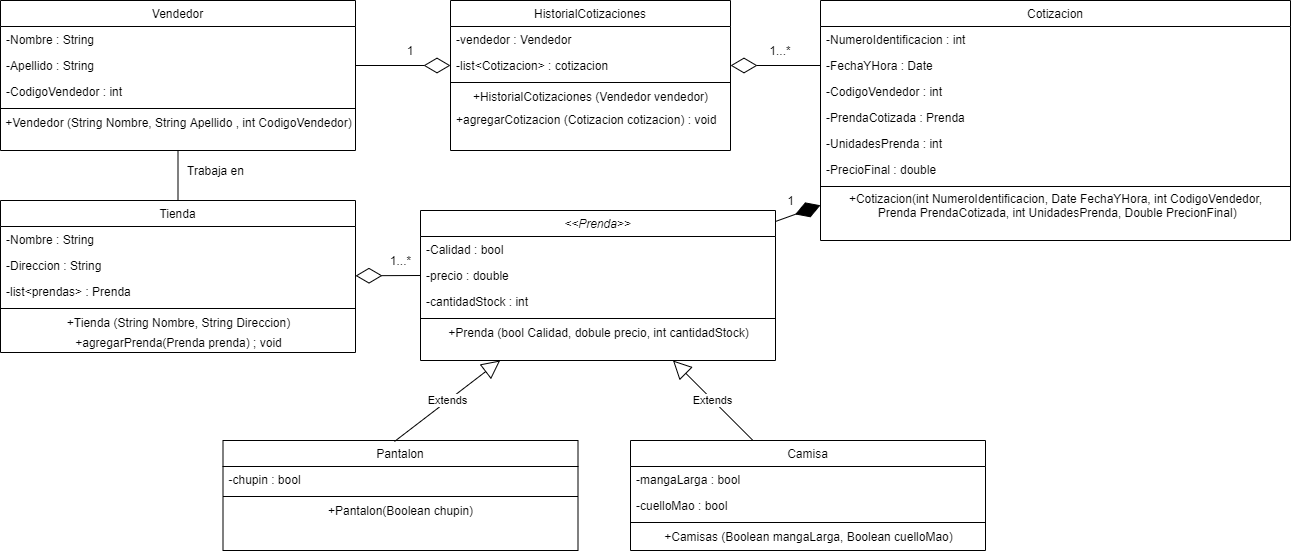 Vendedor
-Nombre : String
-Apellido : String
-CodigoVendedor : int
+Vendedor (String Nombre, String Apellido , int CodigoVendedor)
1
HistorialCotizaciones
-vendedor : Vendedor
-list<Cotizacion> : cotizacion
+HistorialCotizaciones (Vendedor vendedor)
+agregarCotizacion (Cotizacion cotizacion) : void
1...*
Cotizacion
-NumeroIdentificacion : int
-FechaYHora : Date
-CodigoVendedor : int
-PrendaCotizada : Prenda
-UnidadesPrenda : int
-PrecioFinal : double
+Cotizacion(int NumeroIdentificacion, Date FechaYHora, int CodigoVendedor,
Prenda PrendaCotizada, int UnidadesPrenda, Double PrecionFinal)
Trabaja en
Tienda
-Nombre : String
-Direccion : String
-list<prendas> : Prenda
+Tienda (String Nombre, String Direccion)
+agregarPrenda(Prenda prenda) ; void
1...*
<<Prenda>>
-Calidad : bool
-precio : double
-cantidadStock : int
+Prenda (bool Calidad, dobule precio, int cantidadStock)
1
Extends
Extends
Pantalon
-chupin : bool
+Pantalon(Boolean chupin)
Camisa
-mangaLarga : bool
-cuelloMao : bool
+Camisas (Boolean mangaLarga, Boolean cuelloMao)